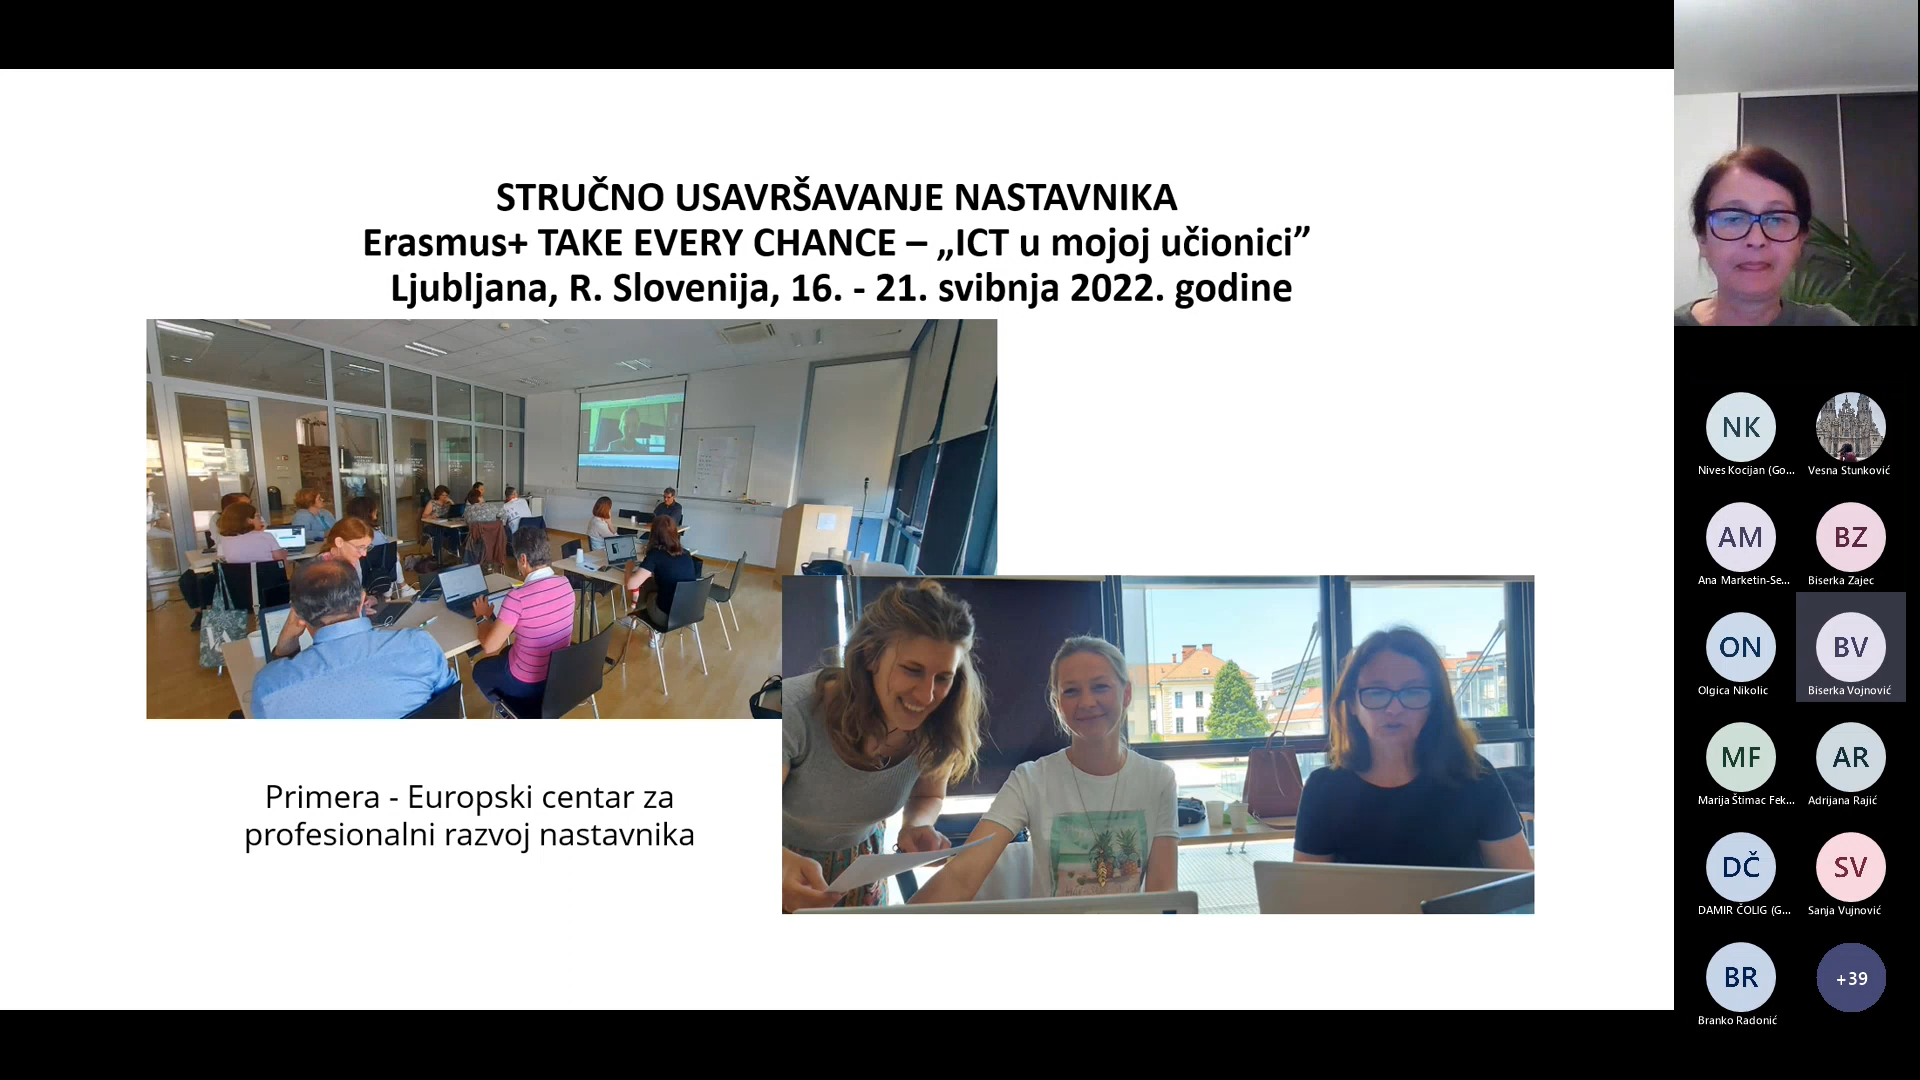 STRUČNO USAVRŠAVANJE NASTAVNIKA
Erasmus+ TAKE EVERY CHANCE – „ICT u mojoj učionici”
Ljubljana, R. Slovenija, 16. - 21. svibnja 2022. godine
Primera - Europski centar za
profesionalni razvoj nastavnika
NK
Nives Kocijan (Go...
Vesna Stunković
AM
Ana Marketin-Se...
BZ
Biserka Zajec
ON
Olgica Nikolic
BV
Biserka Vojnović
MF
Marija Štimac Fek...
AR
Adrijana Rajić
DČ
DAMIR ČOLIG (G...
SV
Sanja Vujnović
BR
Branko Radonić
+39